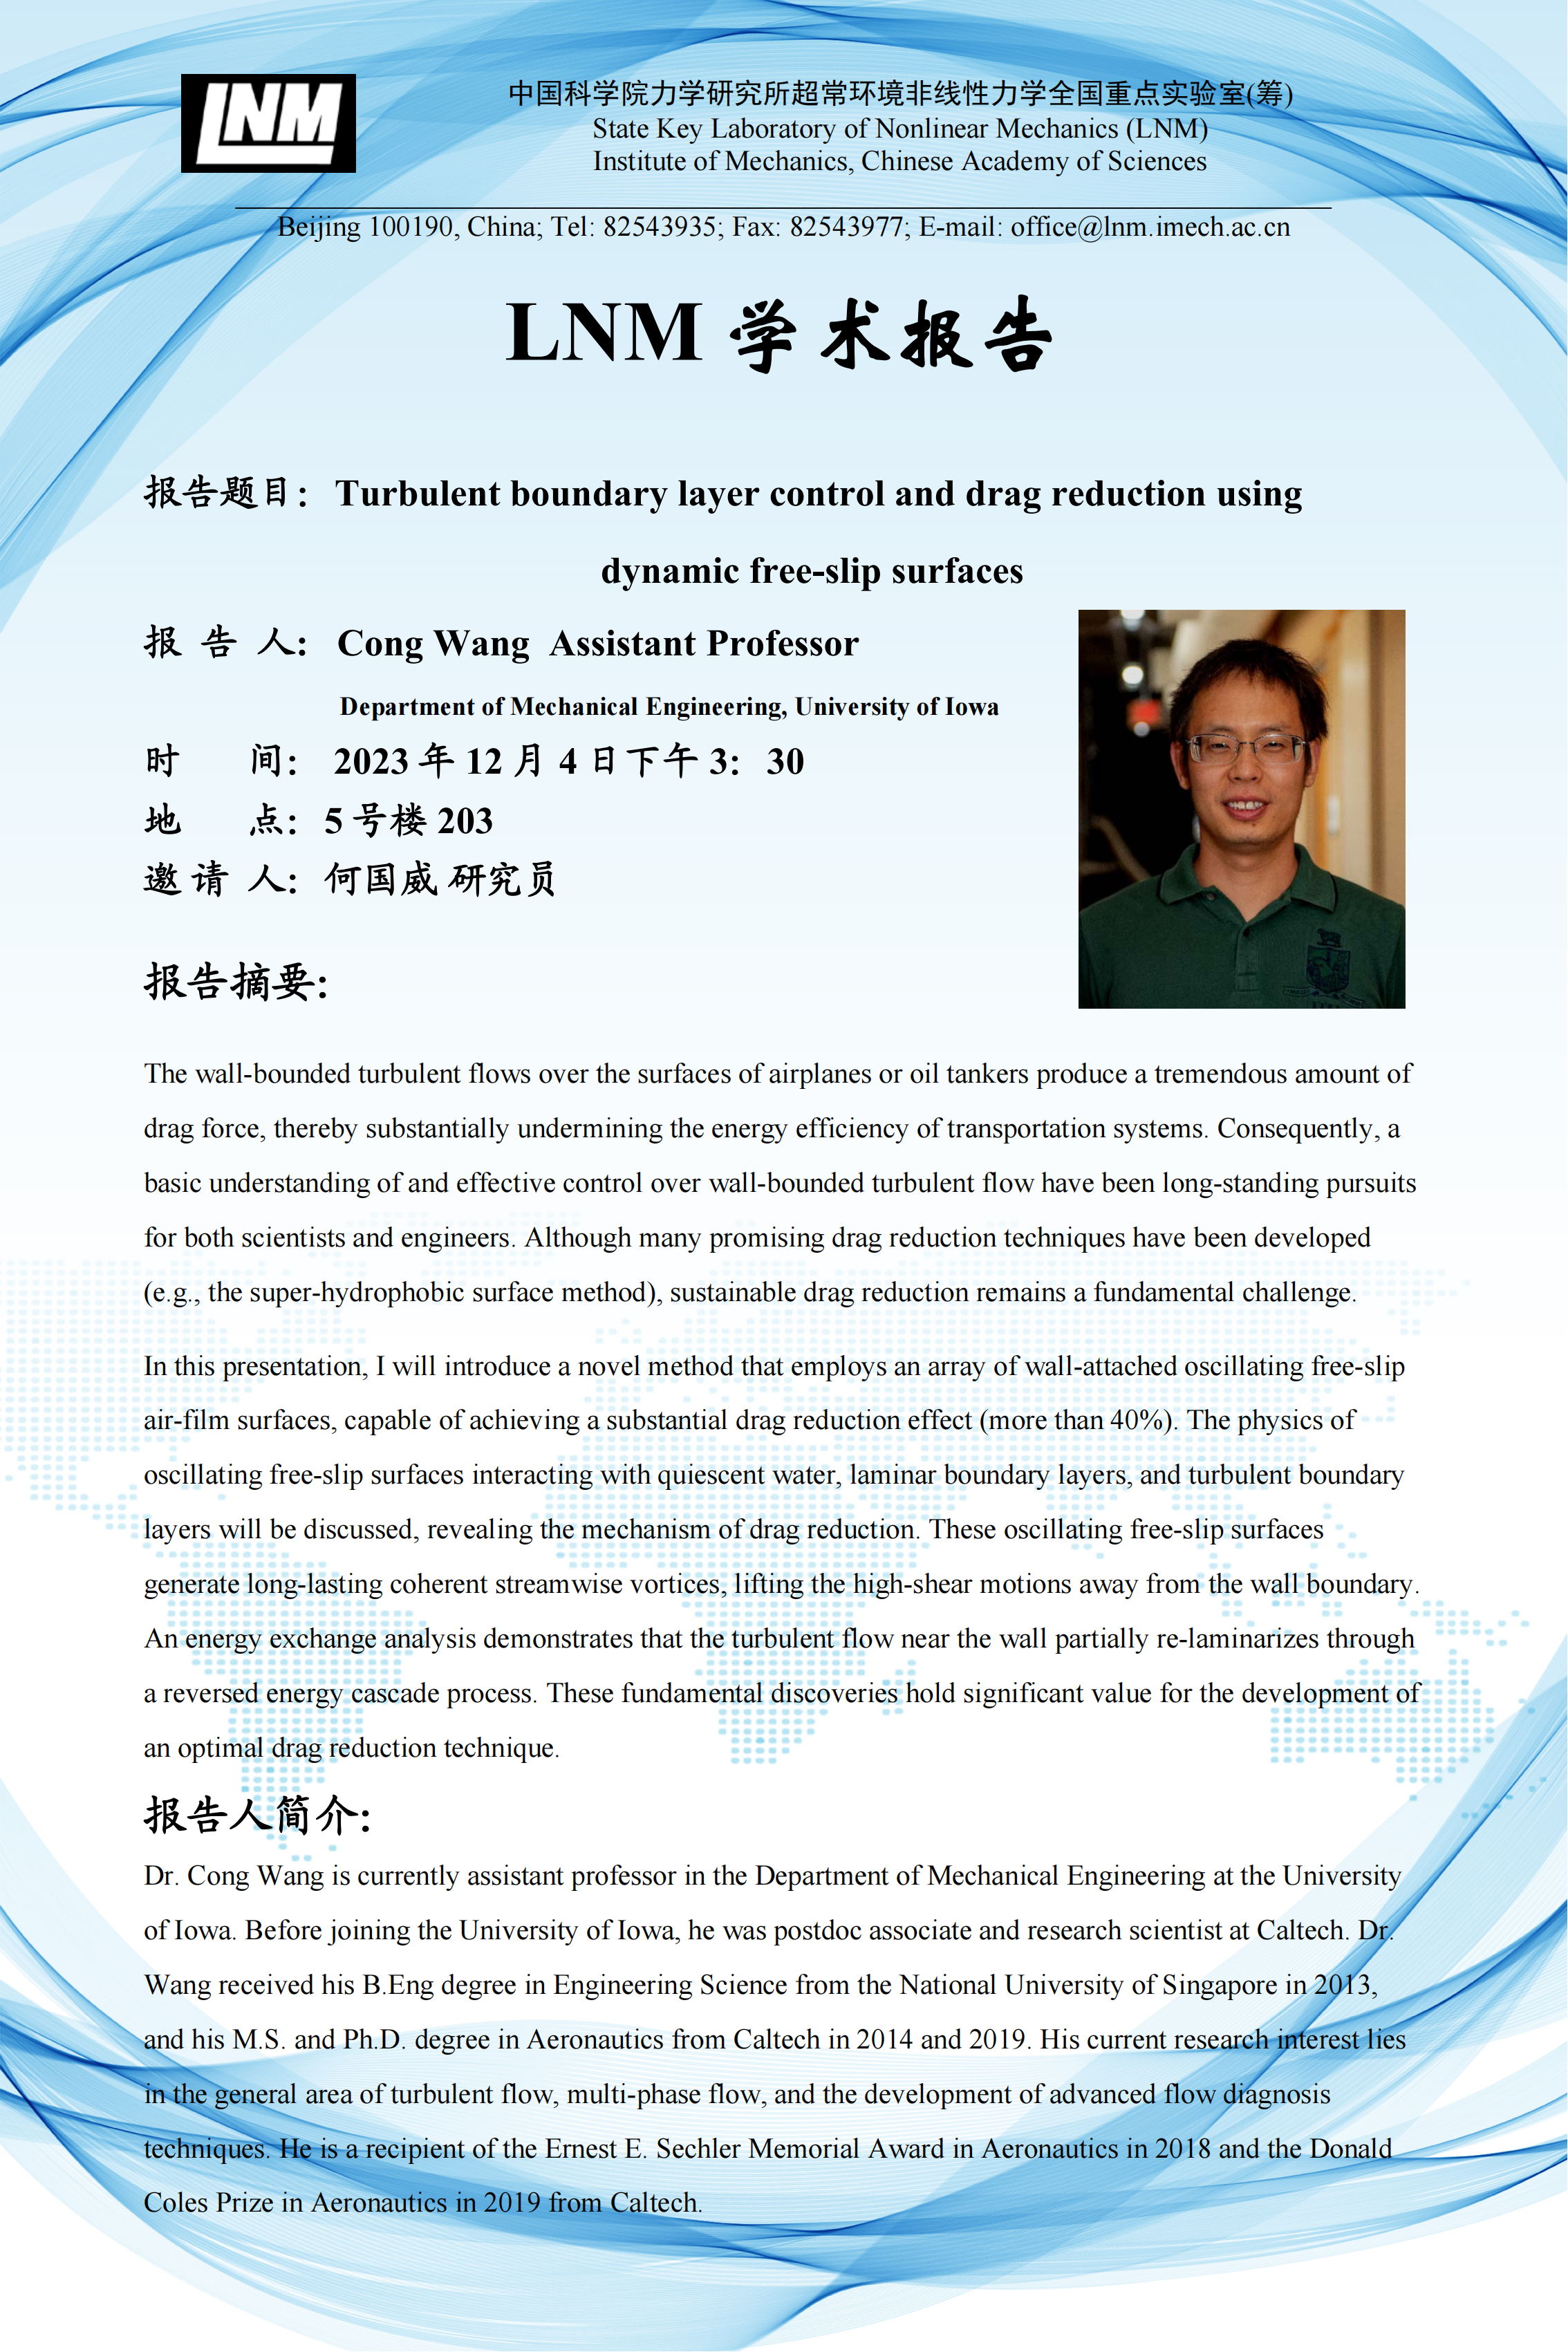 LNM
中国科学院力学研究所超常环境非线性力学全国重点实验室(筹)
State Key Laboratory of Nonlinear Mechanics (LNM)
Institute of Mechanics, Chinese Academy of Sciences
Beijing 100190, China; Tel: 82543935; Fax: 82543977; E-mail: office@lnm.imech.ac.cn
LNM 学术报告
报告题目： Turbulent boundary layer control and drag reduction using
dynamic free-slip surfaces
报 告 人： Cong Wang  Assistant Professor
Department of Mechanical Engineering, University of Iowa
时 间： 2023 年 12 月 4 日下午 3：30
地 点：5 号楼 203
邀 请 人：何国威 研究员
报告摘要：
The wall-bounded turbulent flows over the surfaces of airplanes or oil tankers produce a tremendous amount of
drag force, thereby substantially undermining the energy efficiency of transportation systems. Consequently, a
basic understanding of and effective control over wall-bounded turbulent flow have been long-standing pursuits
for both scientists and engineers. Although many promising drag reduction techniques have been developed
(e.g., the super-hydrophobic surface method), sustainable drag reduction remains a fundamental challenge.
In this presentation, I will introduce a novel method that employs an array of wall-attached oscillating free-slip
air-film surfaces, capable of achieving a substantial drag reduction effect (more than 40%). The physics of
oscillating free-slip surfaces interacting with quiescent water, laminar boundary layers, and turbulent boundary
layers will be discussed, revealing the mechanism of drag reduction. These oscillating free-slip surfaces
generate long-lasting coherent streamwise vortices, lifting the high-shear motions away from the wall boundary.
An energy exchange analysis demonstrates that the turbulent flow near the wall partially re-laminarizes through
a reversed energy cascade process. These fundamental discoveries hold significant value for the development of
an optimal drag reduction technique.
报告人简介：
Dr. Cong Wang is currently assistant professor in the Department of Mechanical Engineering at the University
of Iowa. Before joining the University of Iowa, he was postdoc associate and research scientist at Caltech. Dr.
Wang received his B.Eng degree in Engineering Science from the National University of Singapore in 2013,
and his M.S. and Ph.D. degree in Aeronautics from Caltech in 2014 and 2019. His current research interest lies
in the general area of turbulent flow, multi-phase flow, and the development of advanced flow diagnosis
techniques. He is a recipient of the Ernest E. Sechler Memorial Award in Aeronautics in 2018 and the Donald
Coles Prize in Aeronautics in 2019 from Caltech.